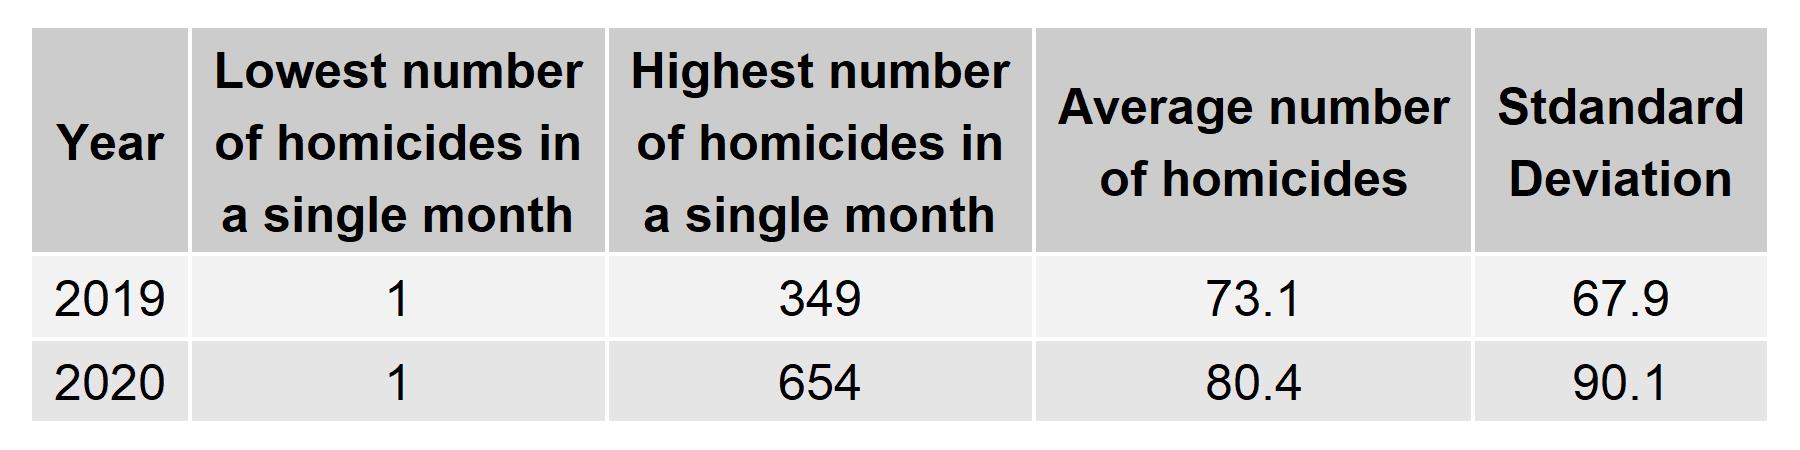 Year
Lowest number
of homicides in
a single month
Highest number
of homicides in
a single month
Average number
of homicides
Stdandard
Deviation
2019 1 349 73.1 67.9
2020 1 654 80.4 90.1